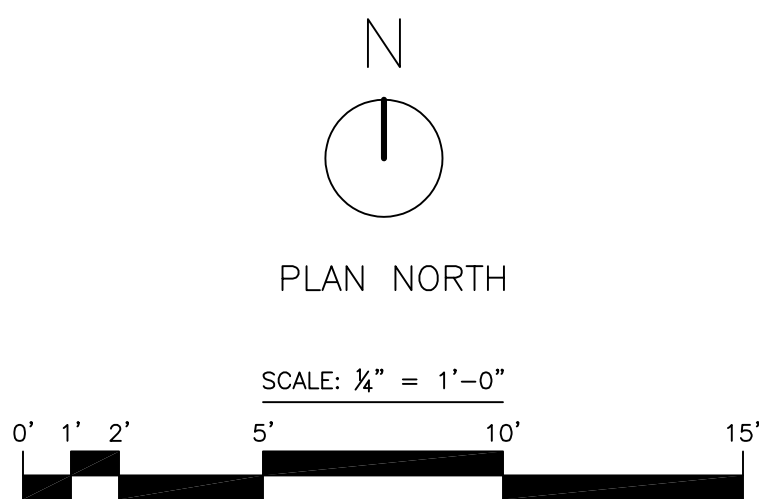 N
PLAN NORTH
SCALE: ¼” = 1’–0”
0’ 1’ 2’ 5’ 10’ 15’